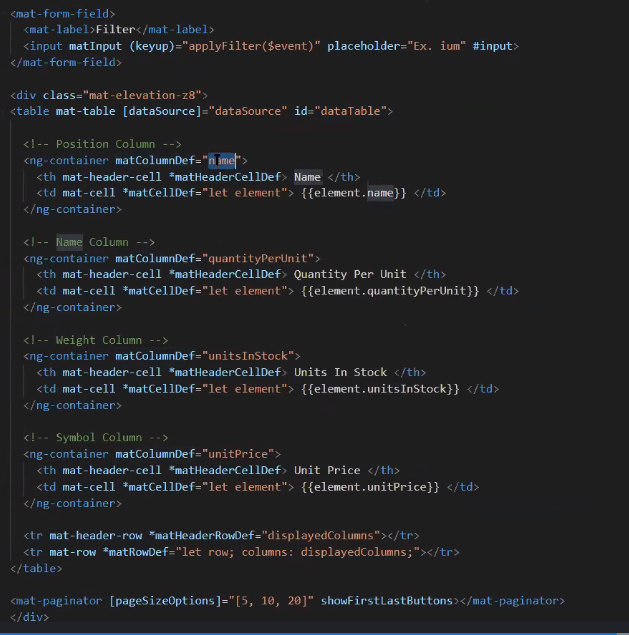 <mat-form-field>
<mat-label>Filter</mat-label>
<input matInput (keyup)="applyFilter($event)" placeholder="Ex. ium" #input>
</mat-form-field>
<div class="mat-elevation-z8">
<table mat-table [dataSource]="dataSource" id="dataTable">
<!-- Position Column -->
<ng-container matColumnDef="name">
<th mat-header-cell *matHeaderCellDef> Name </th>
<td mat-cell *matCellDef="let element"> {{element.name}} </td>
</ng-container>
<!-- Name Column -->
<ng-container matColumnDef="quantityPerUnit">
<th mat-header-cell *matHeaderCellDef> Quantity Per Unit </th>
<td mat-cell *matCellDef="let element"> {{element.quantityPerUnit}} </td>
</ng-container>
<!-- Weight Column -->
<ng-container matColumnDef="unitsInStock">
<th mat-header-cell *matHeaderCellDef> Units In Stock </th>
<td mat-cell *matCellDef="let element"> {{element.unitsInStock}} </td>
</ng-container>
<!-- Symbol Column -->
<ng-container matColumnDef="unitPrice">
<th mat-header-cell *matHeaderCellDef> Unit Price </th>
<td mat-cell *matCellDef="let element"> {{element.unitPrice}} </td>
</ng-container>
<tr mat-header-row *matHeaderRowDef="displayedColumns"></tr>
<tr mat-row *matRowDef="let row; columns: displayedColumns;"></tr>
</table>
<mat-paginator [pageSizeOptions]="[5, 10, 20]" showFirstLastButtons></mat-paginator>
</div>